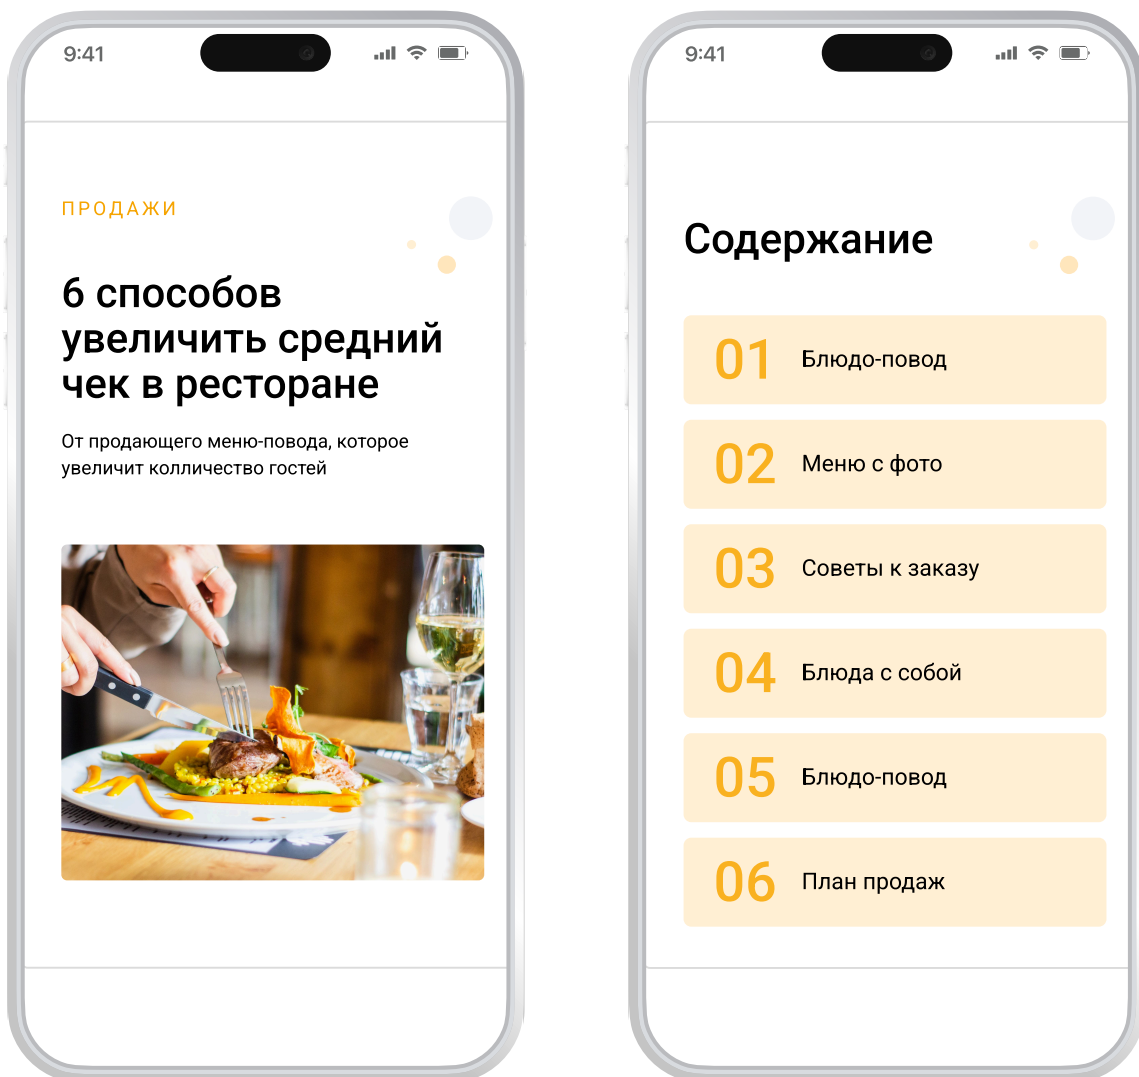 9:41
ПРОДАЖИ
6 способов
увеличить средний
чек в ресторане
От продающего меню-повода, которое
увеличит колличество гостей
9:41
Содержание
01 Блюдо-повод
02 Меню с фото
03 Советы к заказу
04 Блюда с собой
05 Блюдо-повод
06 План продаж